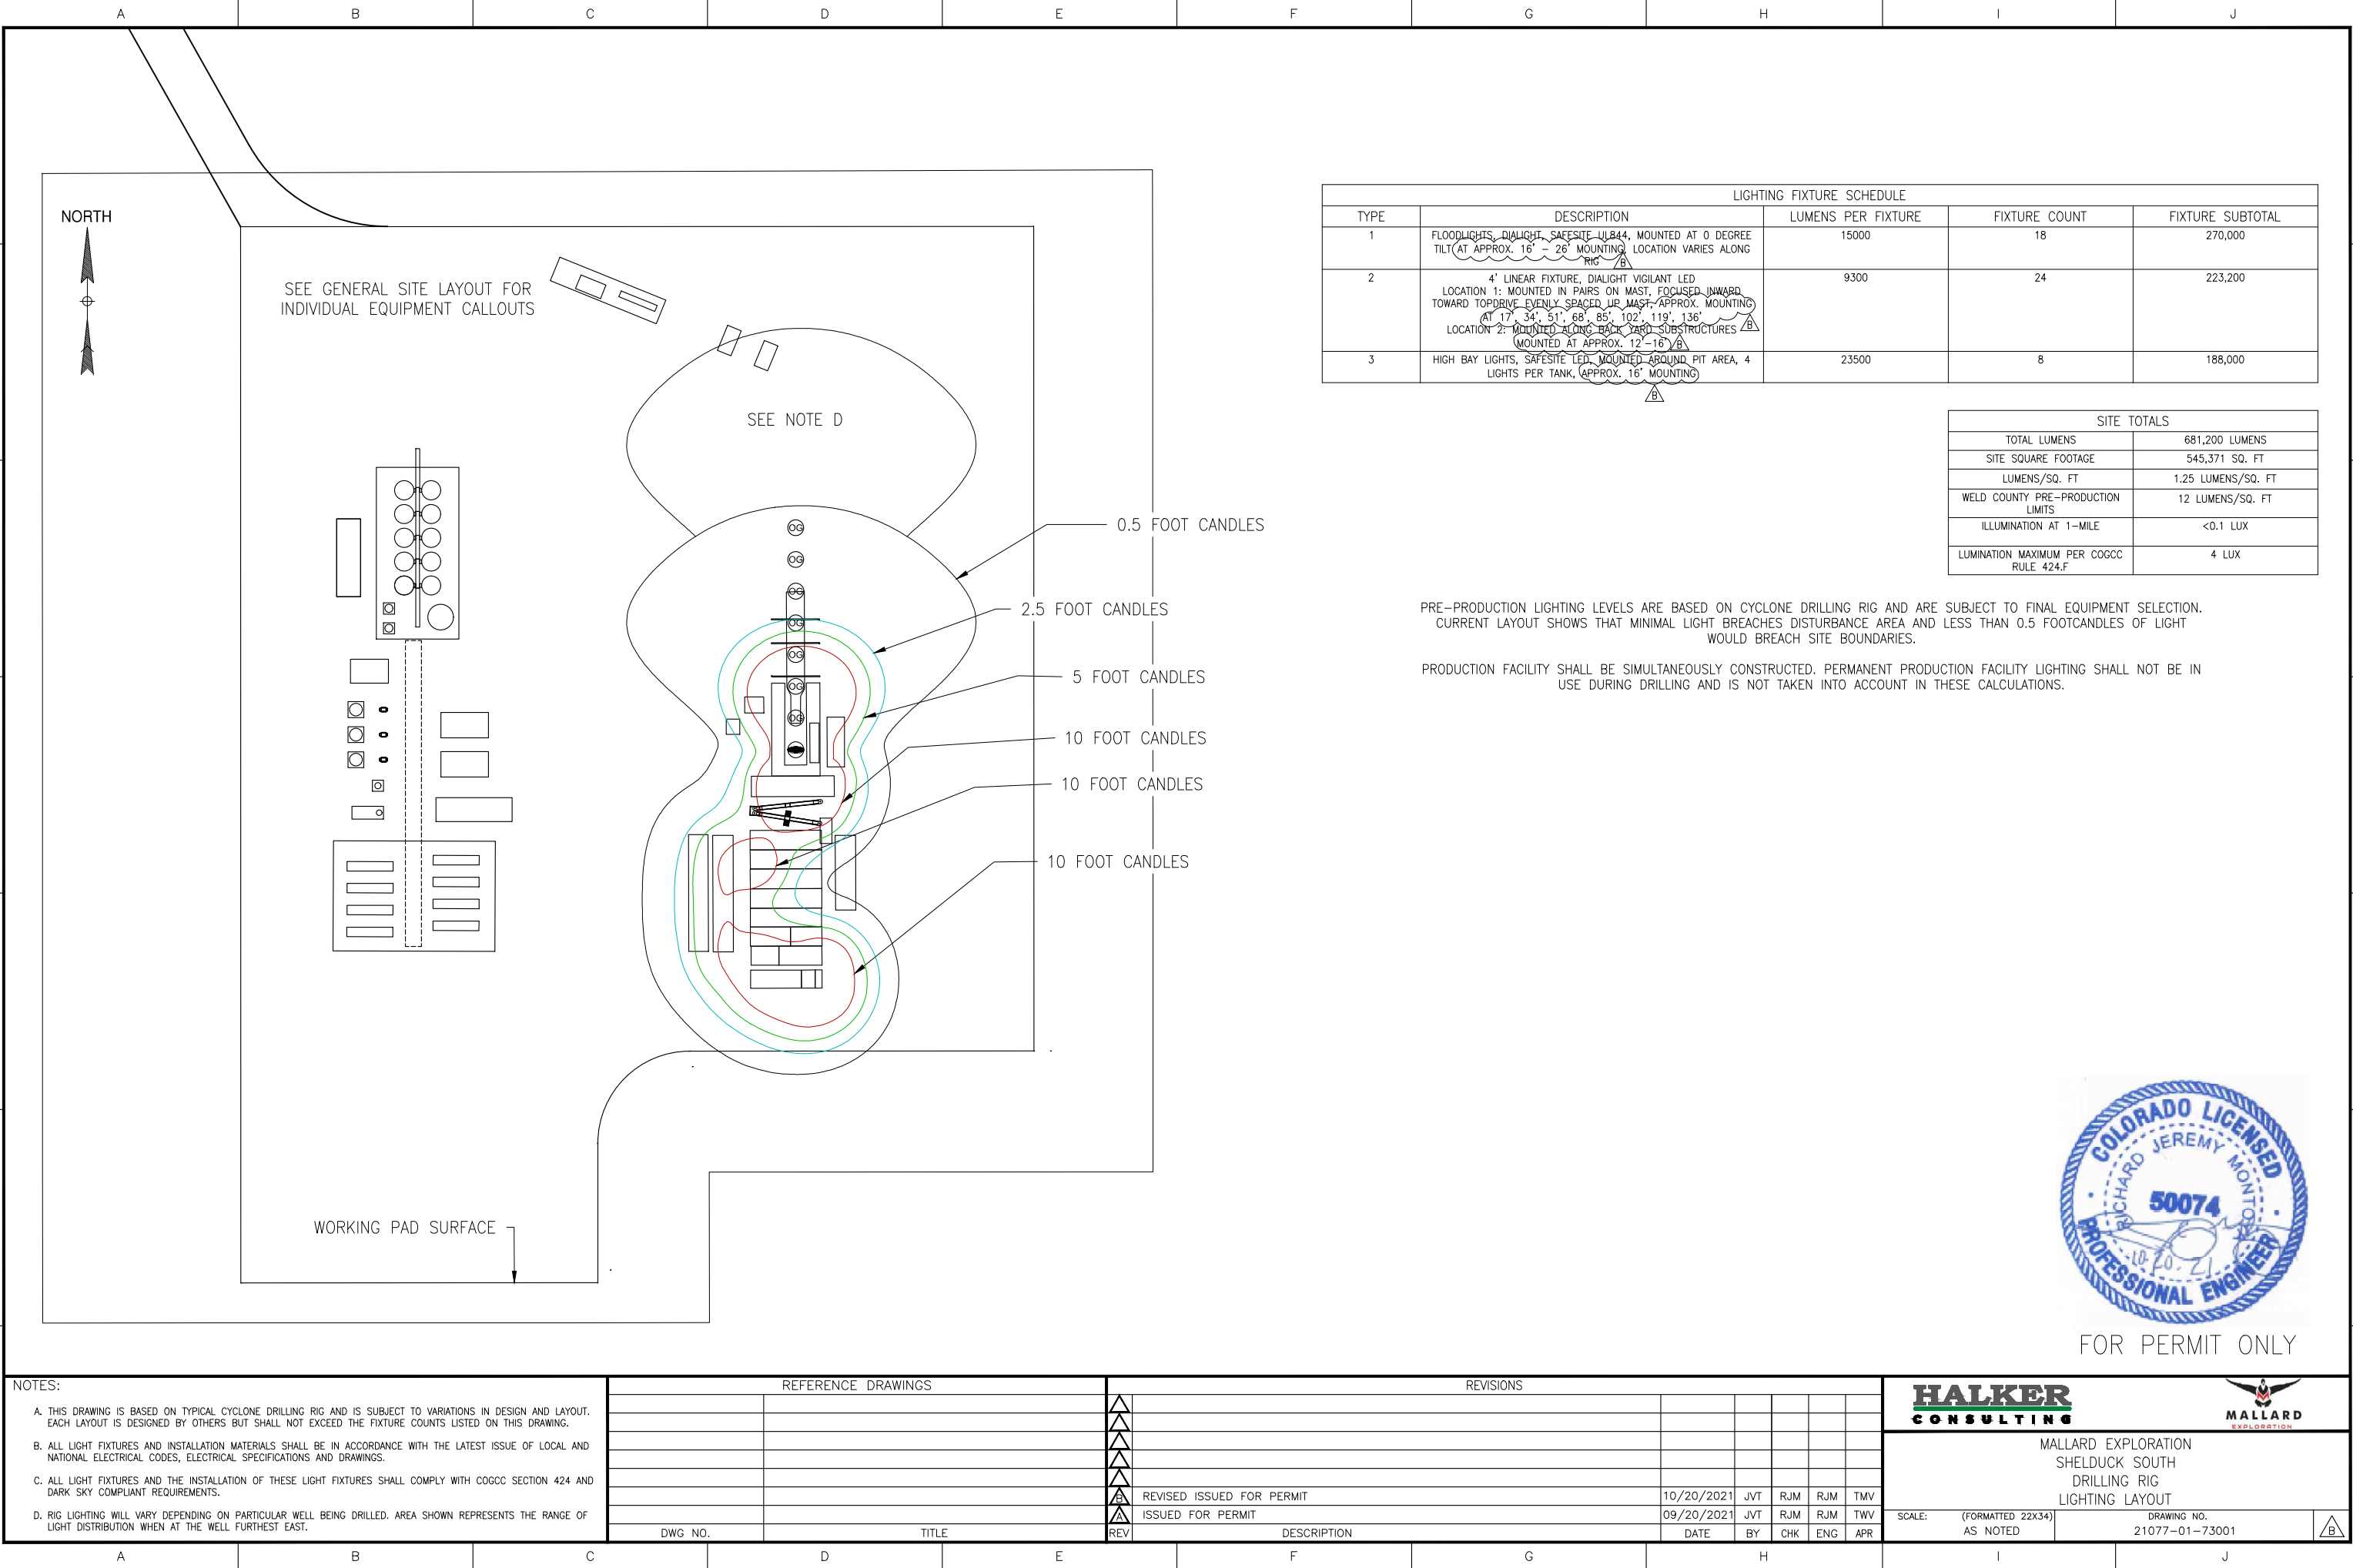 A B C D E F G H I J
NORTH
SEE GENERAL SITE LAYOUT FOR
INDIVIDUAL EQUIPMENT CALLOUTS
SEE NOTE D
OG
OG
OG
OG
OG
OG
OG
0.5 FOOT CANDLES
2.5 FOOT CANDLES
5 FOOT CANDLES
10 FOOT CANDLES
10 FOOT CANDLES
10 FOOT CANDLES
WORKING PAD SURFACE
LIGHTING FIXTURE SCHEDULE
TYPE DESCRIPTION LUMENS PER FIXTURE FIXTURE COUNT FIXTURE SUBTOTAL
1 FLOODLIGHTS, DIALIGHT, SAFESITE UL844, MOUNTED AT 0 DEGREE 15000 18 270,000
TILT AT APPROX. 16' - 26' MOUNTING, LOCATION VARIES ALONG
RIG B
2 4' LINEAR FIXTURE, DIALIGHT VIGILANT LED 9300 24 223,200
LOCATION 1: MOUNTED IN PAIRS ON MAST, FOCUSED INWARD
TOWARD TOPDRIVE EVENLY SPACED UP MAST, APPROX. MOUNTING
AT 17', 34', 51', 68', 85', 102', 119', 136'
LOCATION 2: MOUNTED ALONG BACK YARD SUBSTRUCTURES B
MOUNTED AT APPROX. 12'-16' B
3 HIGH BAY LIGHTS, SAFESITE LED, MOUNTED AROUND PIT AREA, 4 23500 8 188,000
LIGHTS PER TANK, APPROX. 16' MOUNTING
B
SITE TOTALS
TOTAL LUMENS 681,200 LUMENS
SITE SQUARE FOOTAGE 545,371 SQ. FT
LUMENS/SQ. FT 1.25 LUMENS/SQ. FT
WELD COUNTY PRE-PRODUCTION 12 LUMENS/SQ. FT
LIMITS
ILLUMINATION AT 1-MILE <0.1 LUX
LUMINATION MAXIMUM PER COGCC 4 LUX
RULE 424.F
PRE-PRODUCTION LIGHTING LEVELS ARE BASED ON CYCLONE DRILLING RIG AND ARE SUBJECT TO FINAL EQUIPMENT SELECTION.
CURRENT LAYOUT SHOWS THAT MINIMAL LIGHT BREACHES DISTURBANCE AREA AND LESS THAN 0.5 FOOTCANDLES OF LIGHT
WOULD BREACH SITE BOUNDARIES.
PRODUCTION FACILITY SHALL BE SIMULTANEOUSLY CONSTRUCTED. PERMANENT PRODUCTION FACILITY LIGHTING SHALL NOT BE IN
USE DURING DRILLING AND IS NOT TAKEN INTO ACCOUNT IN THESE CALCULATIONS.
COLORADO LICENSED
RICHARD JEREMY
50074
10-20-21
PROFESSIONAL ENGINEER
FOR PERMIT ONLY
NOTES:
A. THIS DRAWING IS BASED ON TYPICAL CYCLONE DRILLING RIG AND IS SUBJECT TO VARIATIONS IN DESIGN AND LAYOUT.
EACH LAYOUT IS DESIGNED BY OTHERS BUT SHALL NOT EXCEED THE FIXTURE COUNTS LISTED ON THIS DRAWING.
B. ALL LIGHT FIXTURES AND INSTALLATION MATERIALS SHALL BE IN ACCORDANCE WITH THE LATEST ISSUE OF LOCAL AND
NATIONAL ELECTRICAL CODES, ELECTRICAL SPECIFICATIONS AND DRAWINGS.
C. ALL LIGHT FIXTURES AND THE INSTALLATION OF THESE LIGHT FIXTURES SHALL COMPLY WITH COGCC SECTION 424 AND
DARK SKY COMPLIANT REQUIREMENTS.
D. RIG LIGHTING WILL VARY DEPENDING ON PARTICULAR WELL BEING DRILLED. AREA SHOWN REPRESENTS THE RANGE OF
LIGHT DISTRIBUTION WHEN AT THE WELL FURTHEST EAST.
REFERENCE DRAWINGS
DWG NO. TITLE
REVISIONS
B REVISED ISSUED FOR PERMIT 10/20/2021 JVT RJM RJM TMV
A ISSUED FOR PERMIT 09/20/2021 JVT RJM RJM TWV
REV DESCRIPTION DATE BY CHK ENG APR
HALKER
CONSULTING
MALLARD
EXPLORATION
MALLARD EXPLORATION
SHELDUCK SOUTH
DRILLING RIG
LIGHTING LAYOUT
SCALE: (FORMATTED 22X34) DRAWING NO.
AS NOTED 21077-01-73001 B
A B C D E F G H I J